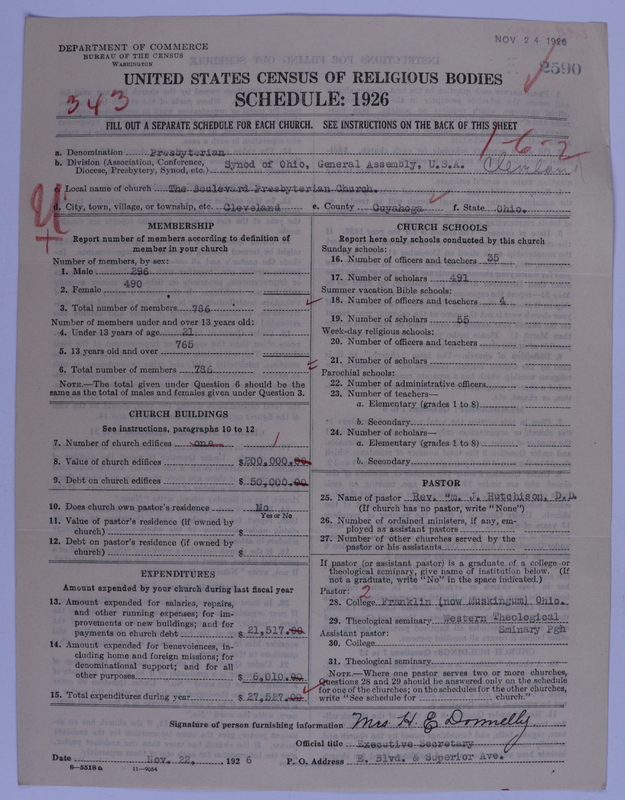 NOV 24 1926
DEPARTMENT OF COMMERCE
BUREAU OF THE CENSUS
WASHINGTON
2590
UNITED STATES CENSUS OF RELIGIOUS BODIES
343
SCHEDULE: 1926
FILL OUT A SEPARATE SCHEDULE FOR EACH CHURCH. SEE INSTRUCTIONS ON THE BACK OF THIS SHEET
1-6-2
a. Denomination Presbyterian
b. Division (Association, Conference, Diocese, Presbytery, Synod, etc.) Synod of Ohio, General Assembly, U.S.A. Cleveland
c. Local name of church The Boulevard Presbyterian Church.
d. City, town, village, or township, etc. Cleveland e. County Cuyahoga f. State Ohio.
MEMBERSHIP
Report number of members according to definition of
member in your church
Number of members, by sex:
1. Male 296
2. Female 490
3. Total number of members 786
Number of members under and over 13 years old:
4. Under 13 years of age 21
5. 13 years old and over 765
6. Total number of members 786
NOTE.—The total given under Question 6 should be the
same as the total of males and females given under Question 3.
CHURCH BUILDINGS
See instructions, paragraphs 10 to 12
7. Number of church edifices one 1
8. Value of church edifices $200,000.00
9. Debt on church edifices $50,000.00
10. Does church own pastor's residence No
Yes or No
11. Value of pastor's residence (if owned by
church) $
12. Debt on pastor's residence (if owned by
church) $
EXPENDITURES
Amount expended by your church during last fiscal year
13. Amount expended for salaries, repairs,
and other running expenses; for im-
provements or new buildings; and for
payments on church debt $21,517.00
14. Amount expended for benevolences, in-
cluding home and foreign missions; for
denominational support; and for all
other purposes $6,010.00
15. Total expenditures during year $27,527.00
CHURCH SCHOOLS
Report here only schools conducted by this church
Sunday schools:
16. Number of officers and teachers 35
17. Number of scholars 491
Summer vacation Bible schools:
18. Number of officers and teachers 4
19. Number of scholars 55
Week-day religious schools:
20. Number of officers and teachers
21. Number of scholars
Parochial schools:
22. Number of administrative officers
23. Number of teachers—
a. Elementary (grades 1 to 8)
b. Secondary
24. Number of scholars—
a. Elementary (grades 1 to 8)
b. Secondary
PASTOR
25. Name of pastor Rev. Wm. J. Hutchison, D.D.
(If church has no pastor, write "None")
26. Number of ordained ministers, if any, em-
ployed as assistant pastors
27. Number of other churches served by the
pastor or his assistants
If pastor (or assistant pastor) is a graduate of a college or
theological seminary, give name of institution below. (If
not a graduate, write "No" in the space indicated.)
Pastor: 2
28. College Franklin (now Muskingum) Ohio.
29. Theological seminary Western Theological
Assistant pastor: Sminary Pgh
30. College
31. Theological seminary
NOTE.—Where one pastor serves two or more churches,
Questions 28 and 29 should be answered only on the schedule
for one of the churches; on the schedules for the other churches,
write "See schedule for church."
Signature of person furnishing information Mrs H E Donnelly
Official title Executive Secretary
Date Nov. 22, 1926 P. O. Address E. Blvd. & Superior Ave.
8—5518 a 11—9084